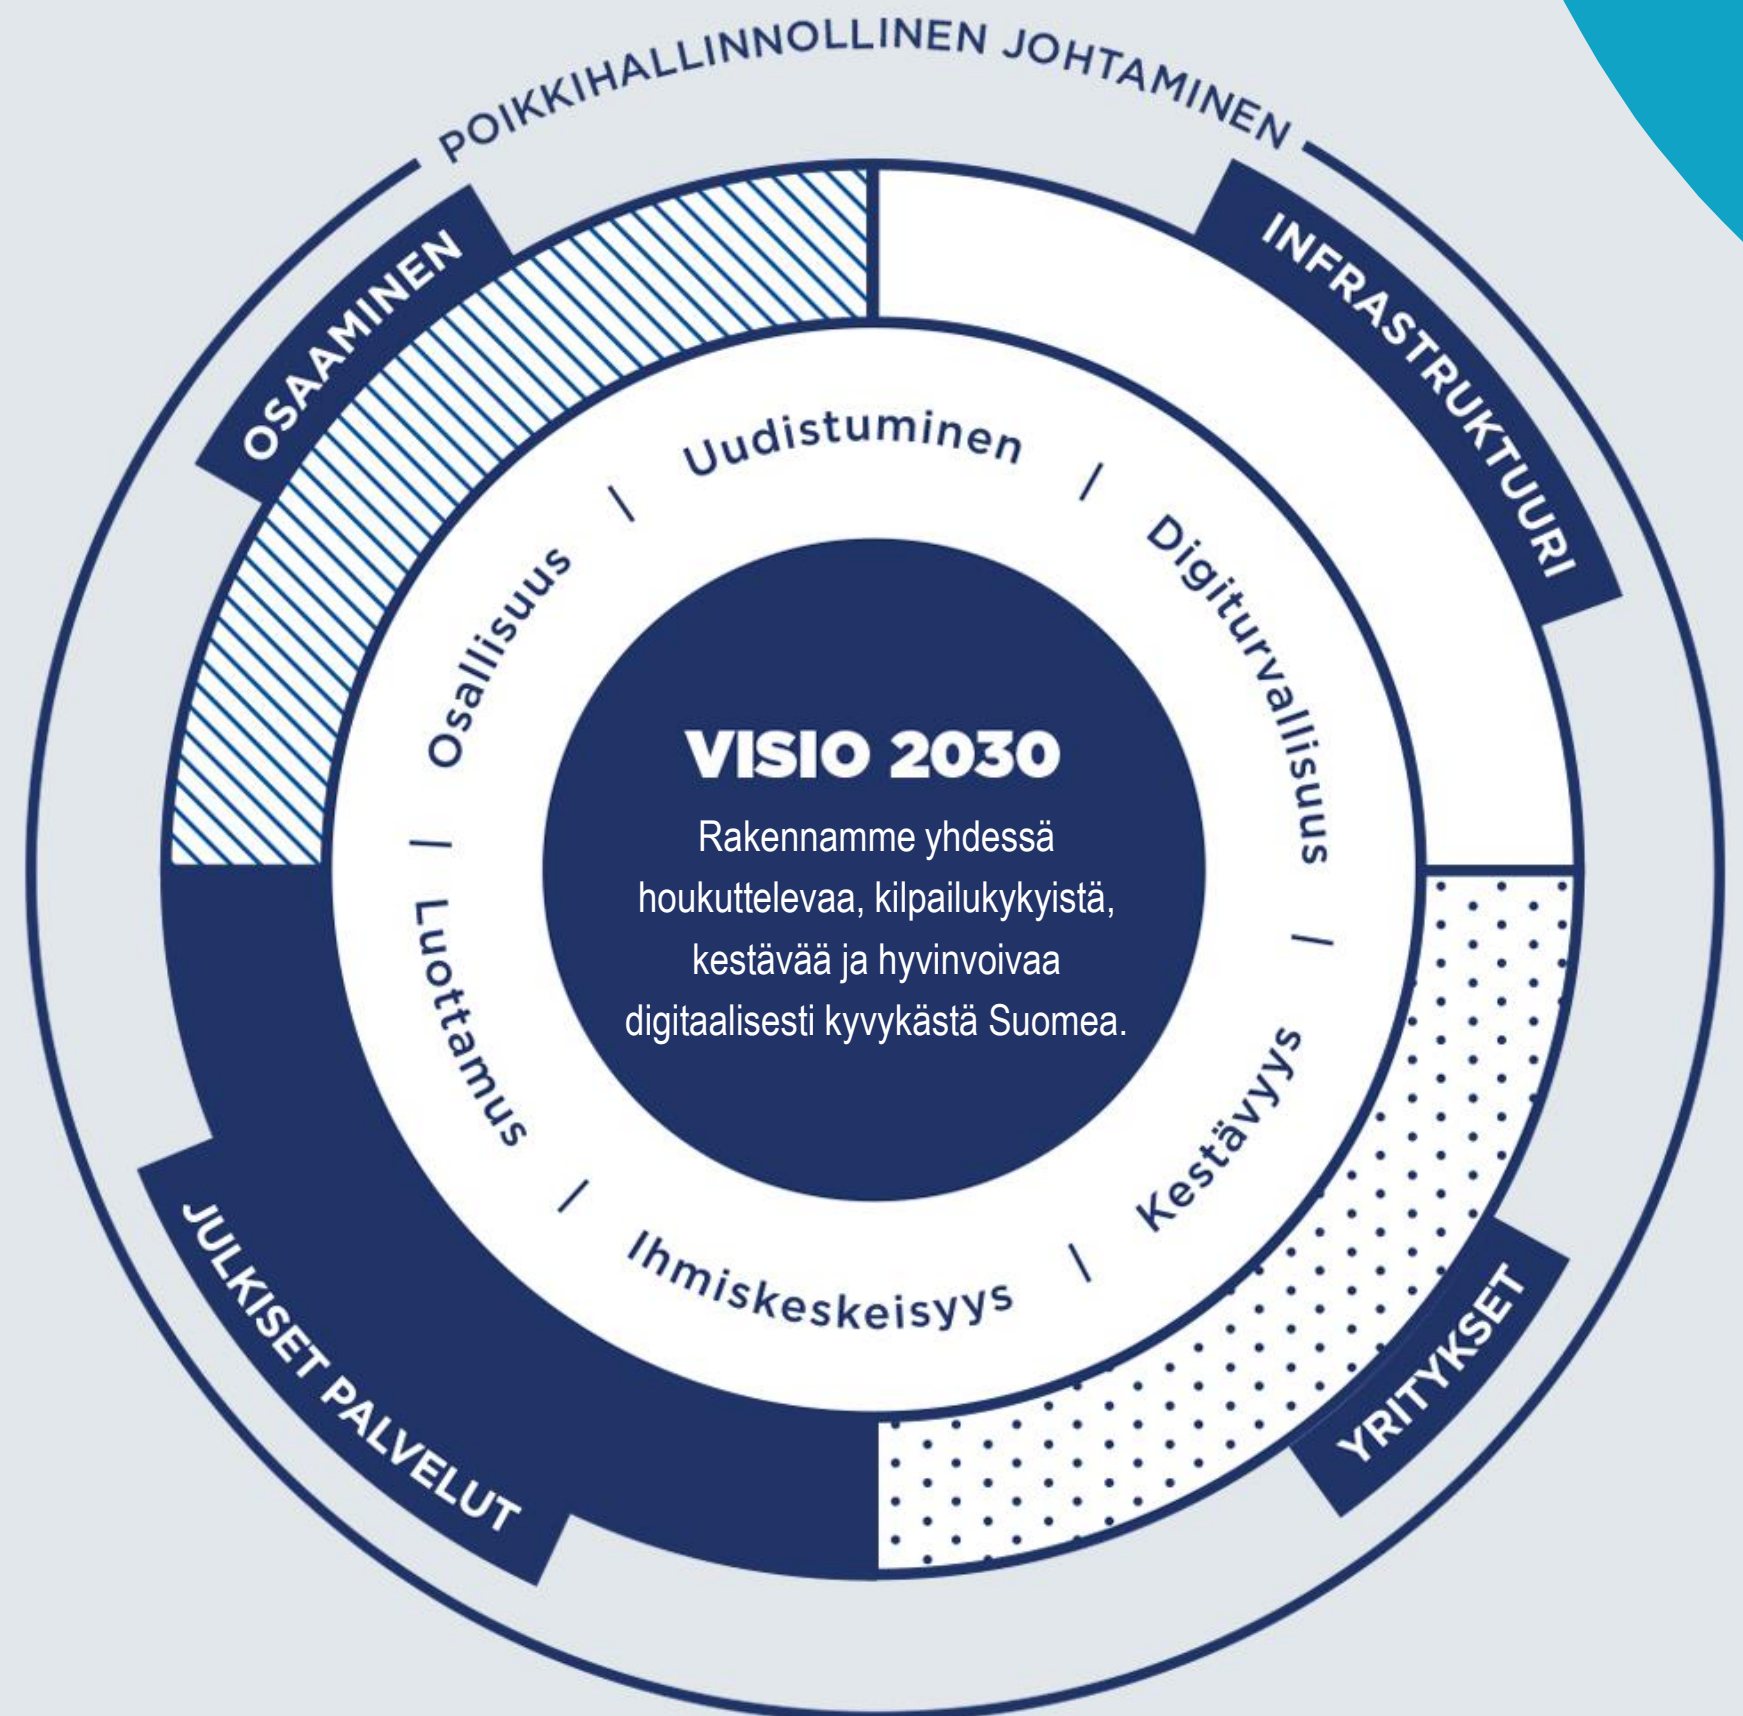 POIKKIHALLINNOLLINEN JOHTAMINEN
OSAAMINEN
INFRASTRUKTUURI
Uudistuminen
|
Digiturvallisuus
|
Kestävyys
|
Ihmiskeskeisyys
|
Luottamus
|
Osallisuus
|
VISIO 2030
Rakennamme yhdessä
houkuttelevaa, kilpailukykyistä,
kestävää ja hyvinvoivaa
digitaalisesti kyvykästä Suomea.
JULKISET PALVELUT
YRITYKSET